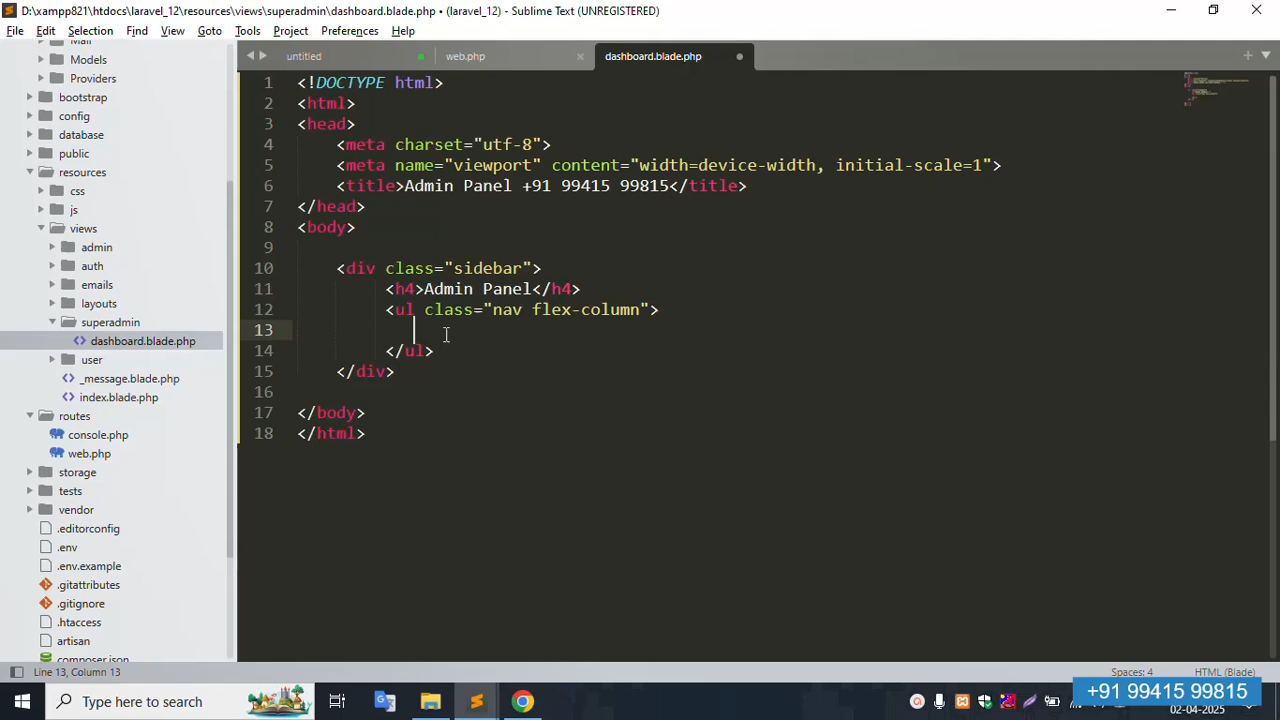 D:\xampp821\htdocs\laravel_12\resources\views\superadmin\dashboard.blade.php • (laravel_12) - Sublime Text (UNREGISTERED)
File Edit Selection Find View Goto Tools Project Preferences Help
untitled web.php dashboard.blade.php
Models
Providers
bootstrap
config
database
public
resources
css
js
views
admin
auth
emails
layouts
superadmin
dashboard.blade.php
user
_message.blade.php
index.blade.php
routes
console.php
web.php
storage
tests
vendor
.editorconfig
.env
.env.example
.gitattributes
.gitignore
.htaccess
artisan
composer.json
1 <!DOCTYPE html>
2 <html>
3 <head>
4 <meta charset="utf-8">
5 <meta name="viewport" content="width=device-width, initial-scale=1">
6 <title>Admin Panel +91 99415 99815</title>
7 </head>
8 <body>
9
10 <div class="sidebar">
11 <h4>Admin Panel</h4>
12 <ul class="nav flex-column">
13
14 </ul>
15 </div>
16
17 </body>
18 </html>
Line 13, Column 13 Spaces: 4 HTML (Blade)
Type here to search
+91 99415 99815
02-04-2025